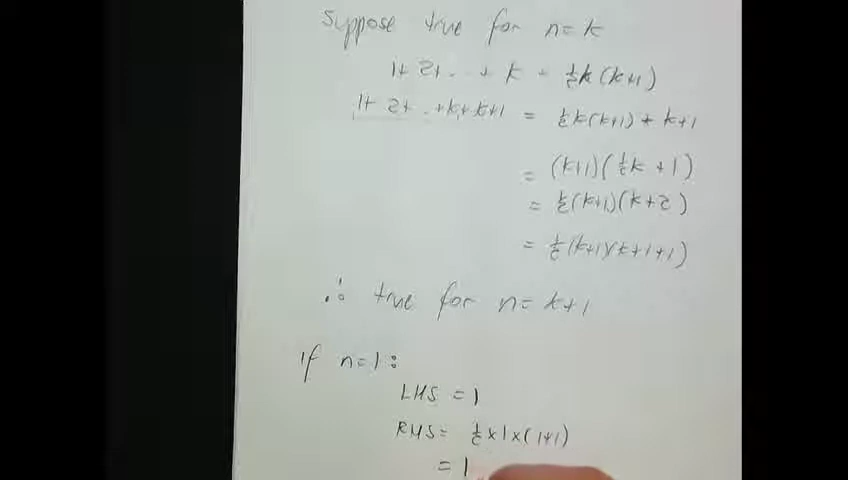 Suppose true for n=k
1+2+...+k = ½k(k+1)
1+2+...+k+k+1 = ½k(k+1)+k+1
= (k+1)(½k+1)
= ½(k+1)(k+2)
= ½(k+1)(k+1+1)
∴ true for n=k+1
If n=1:
LHS = 1
RHS = ½×1×(1+1)
= 1